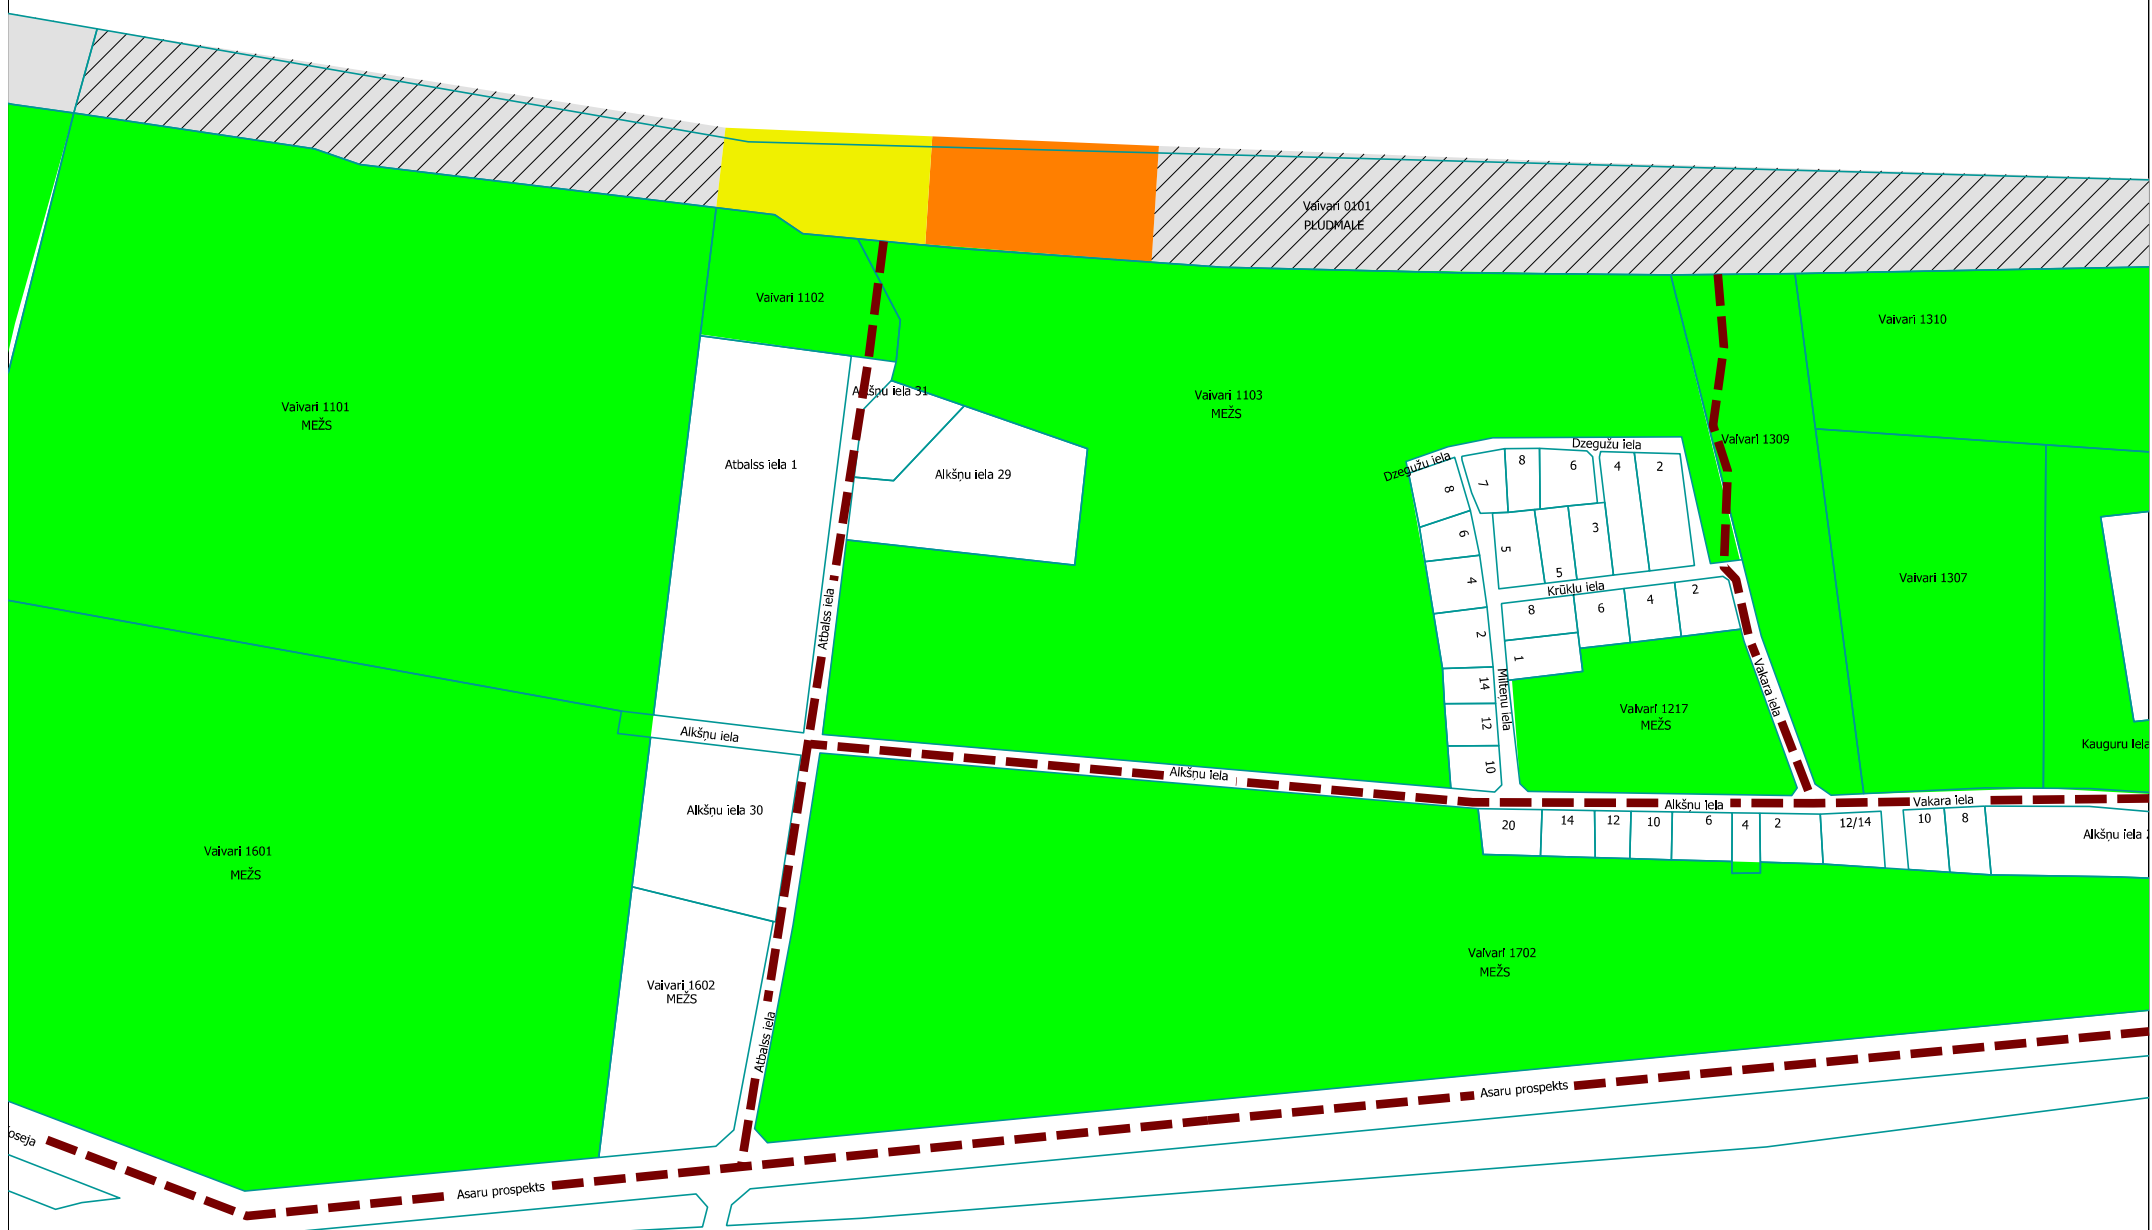 Vaivari 0101
PLUDMALE
Vaivari 1102
Vaivari 1310
Vaivari 1101
MEŽS
Alkšņu iela 31
Vaivari 1103
MEŽS
Atbalss iela 1
Alkšņu iela 29
Dzegužu iela
Dzegužu iela
Vaivari 1309
8
7
8
6
4
2
6
5
5
3
4
Krūkļu iela
Vaivari 1307
8
6
4
2
2
1
Atbalss iela
14
12
10
Milteņu iela
Vakara iela
Vaivari 1217
MEŽS
Alkšņu iela
Alkšņu iela
Kauguru iela
Alkšņu iela
Vakara iela
Alkšņu iela 30
20
14
12
10
6
4
2
12/14
10
8
Alkšņu iela
Vaivari 1601
MEŽS
Vaivari 1702
MEŽS
Vaivari 1602
MEŽS
Atbalss iela
Asaru prospekts
oseja
Asaru prospekts